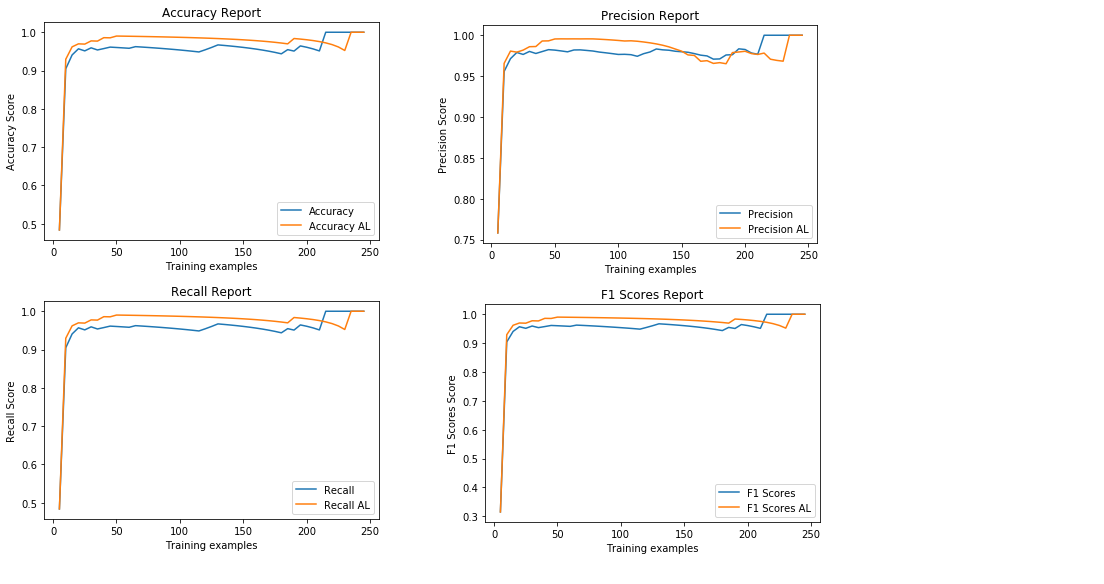 Accuracy Report
1.0
0.9
0.8
0.7
0.6
0.5
Accuracy Score
Accuracy
Accuracy AL
0 50 100 150 200 250
Training examples
Precision Report
1.00
0.95
0.90
0.85
0.80
0.75
Precision Score
Precision
Precision AL
0 50 100 150 200 250
Training examples
Recall Report
1.0
0.9
0.8
0.7
0.6
0.5
Recall Score
Recall
Recall AL
0 50 100 150 200 250
Training examples
F1 Scores Report
1.0
0.9
0.8
0.7
0.6
0.5
0.4
0.3
F1 Scores Score
F1 Scores
F1 Scores AL
0 50 100 150 200 250
Training examples